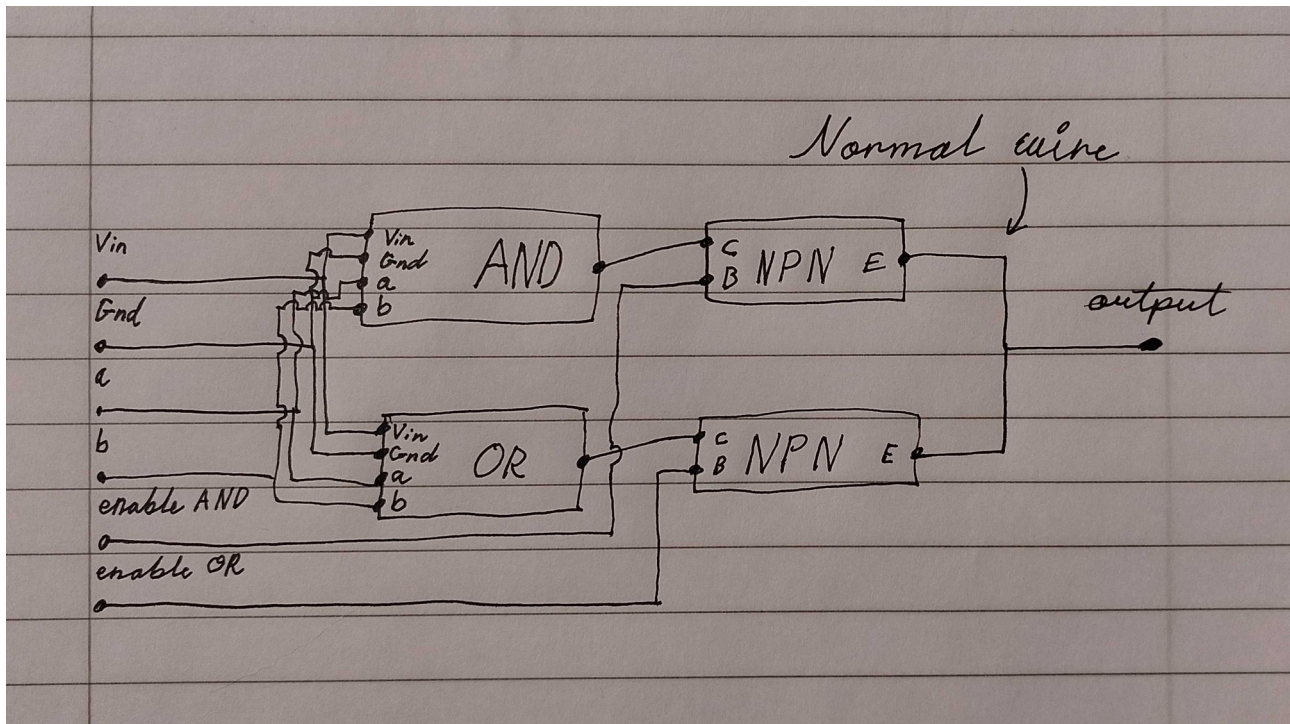 Normal wire
Vin
Gnd
a
b
enable AND
enable OR
Vin
Gnd
a
b
AND
C
B
NPN
E
output
Vin
Gnd
a
b
OR
C
B
NPN
E